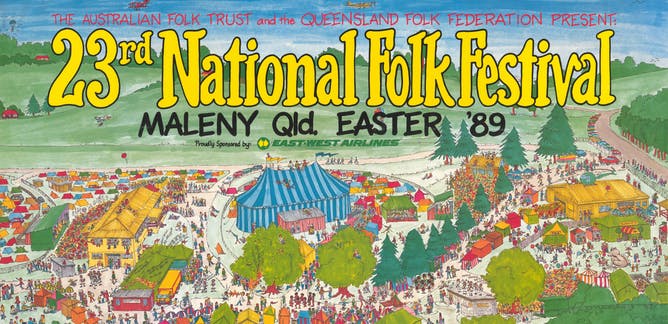 THE AUSTRALIAN FOLK TRUST and the QUEENSLAND FOLK FEDERATION PRESENT:
23rd National Folk Festival
MALENY Qld. EASTER '89
Proudly Sponsored by: EAST-WEST AIRLINES